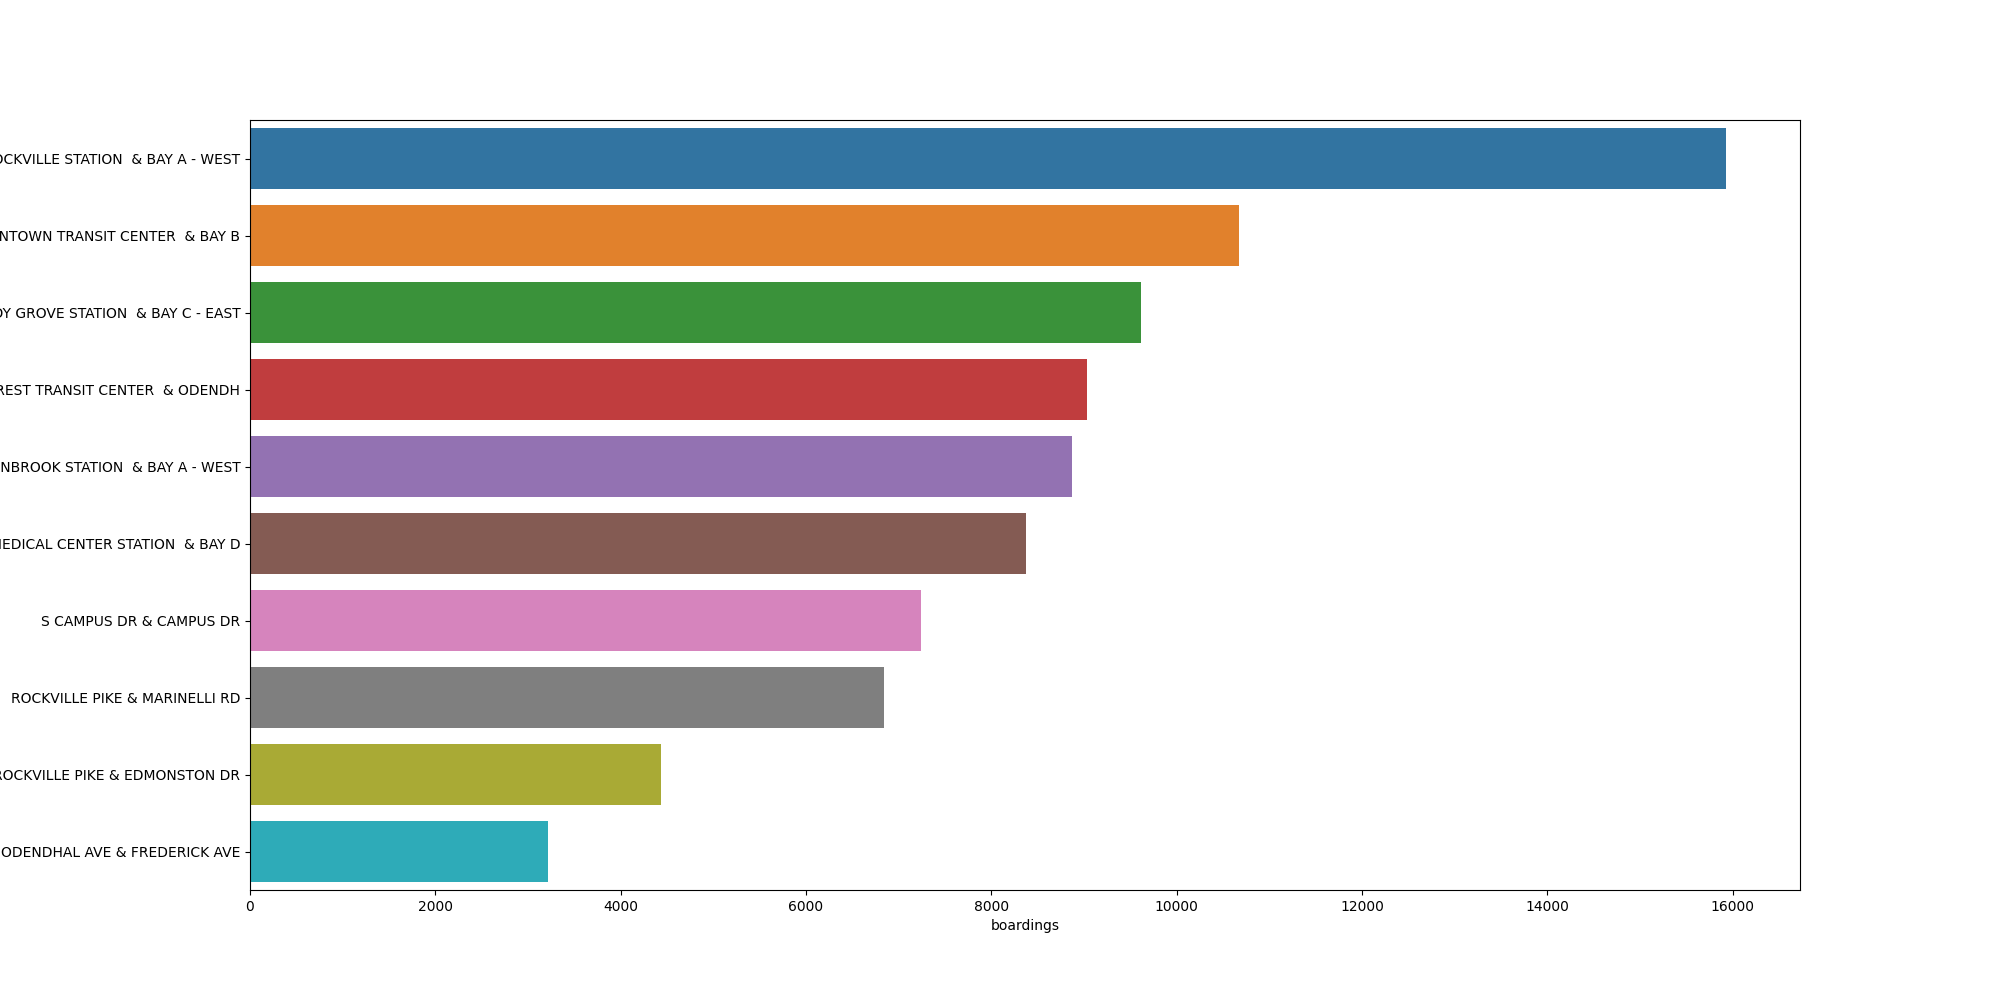 OCKVILLE STATION & BAY A - WEST
NTOWN TRANSIT CENTER & BAY B
DY GROVE STATION & BAY C - EAST
REST TRANSIT CENTER & ODENDH
NBROOK STATION & BAY A - WEST
MEDICAL CENTER STATION & BAY D
S CAMPUS DR & CAMPUS DR
ROCKVILLE PIKE & MARINELLI RD
ROCKVILLE PIKE & EDMONSTON DR
ODENDHAL AVE & FREDERICK AVE
0 2000 4000 6000 8000 10000 12000 14000 16000
boardings